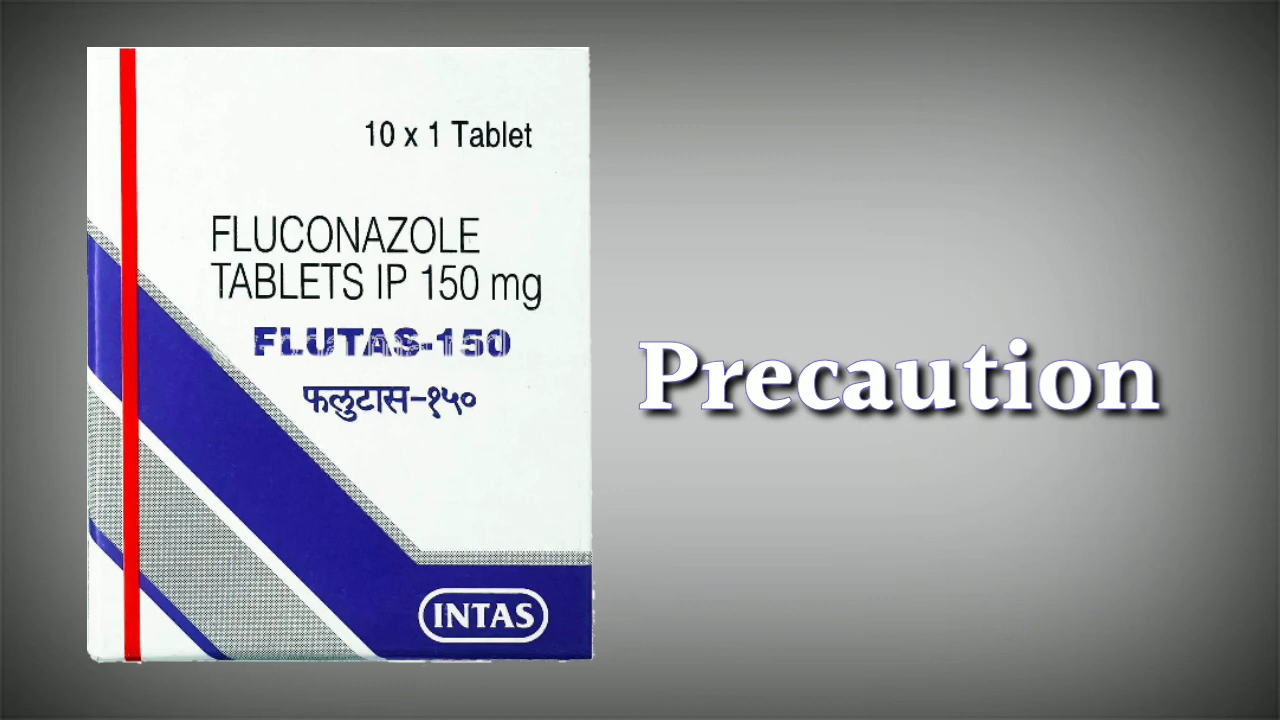 10 x 1 Tablet
FLUCONAZOLE
TABLETS IP 150 mg
FLUTAS-150
फ्लुटास-१५०
INTAS
Precaution